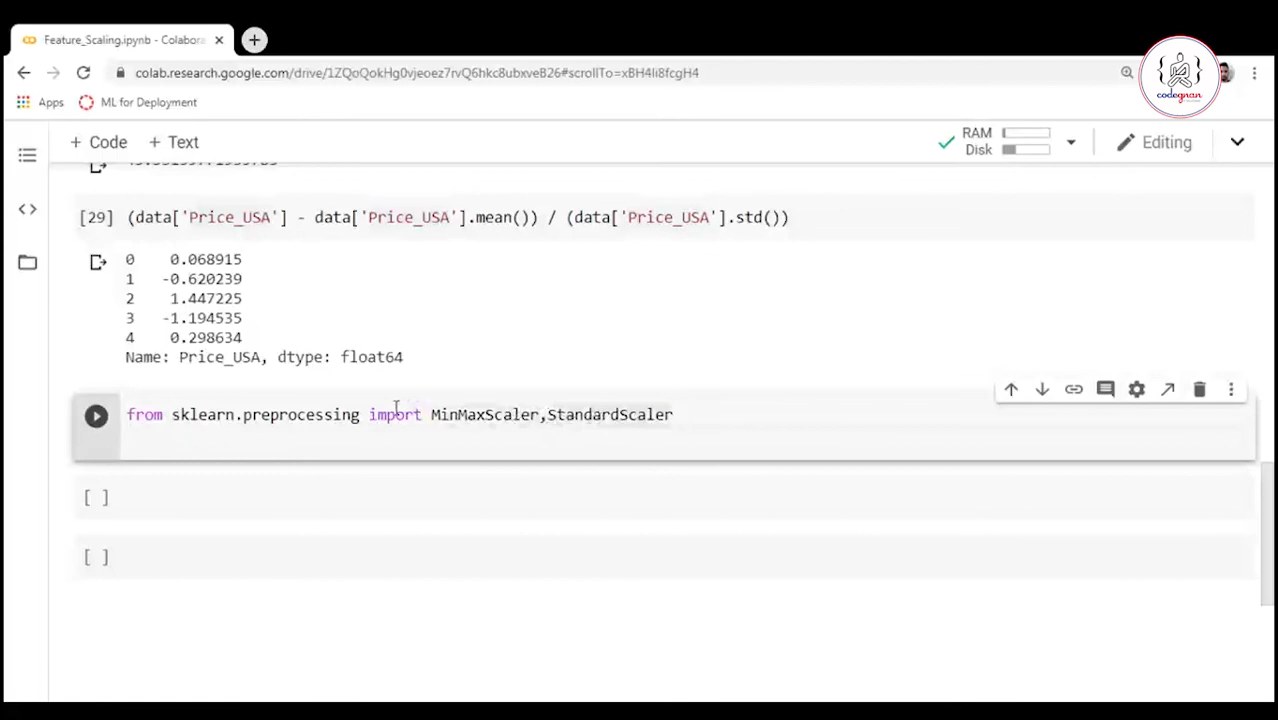 Feature_Scaling.ipynb - Colabora
colab.research.google.com/drive/1ZQoQokHg0vjeoez7rvQ6hkc8ubxveB26#scrollTo=xBH4li8fcgH4
Apps ML for Deployment
codegnan
+ Code + Text
RAM
Disk
Editing
[29] (data['Price_USA'] - data['Price_USA'].mean()) / (data['Price_USA'].std())
0 0.068915
1 -0.620239
2 1.447225
3 -1.194535
4 0.298634
Name: Price_USA, dtype: float64
from sklearn.preprocessing import MinMaxScaler,StandardScaler
[ ]
[ ]